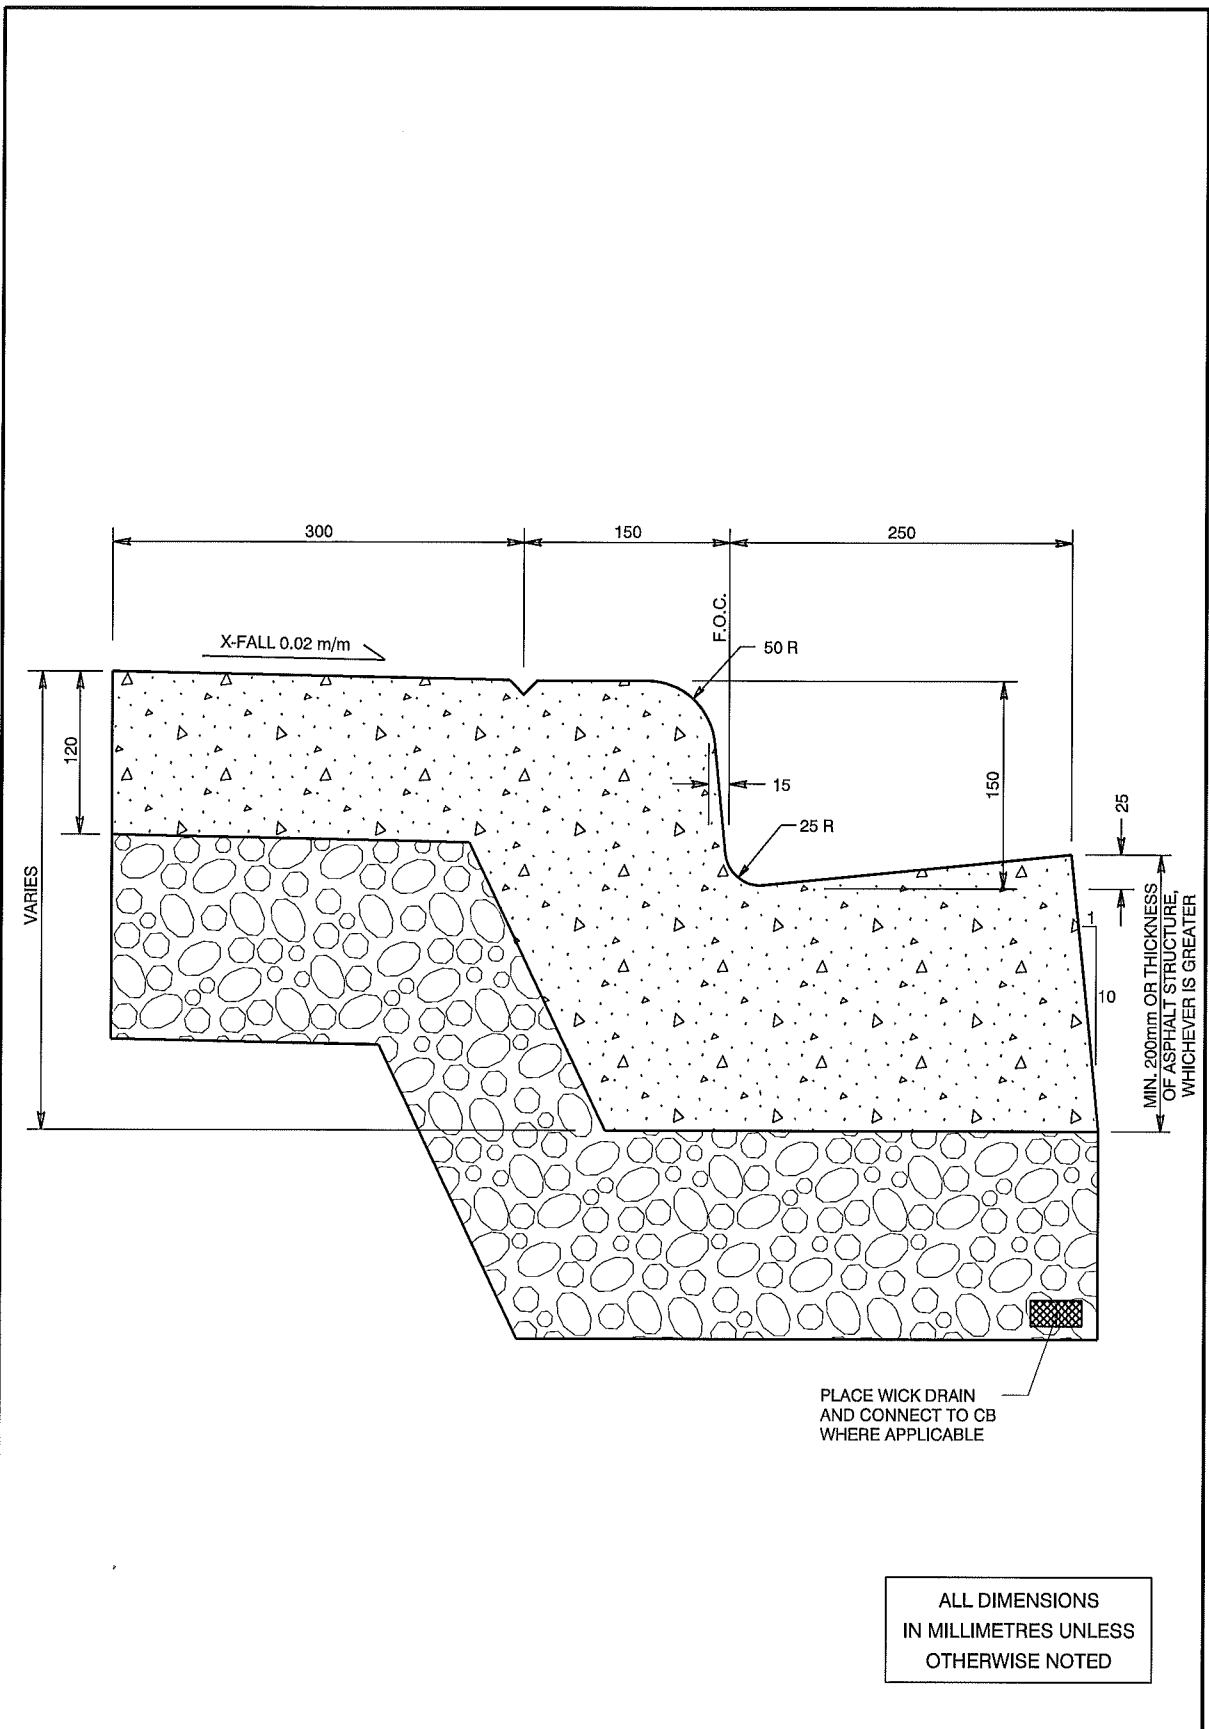 300
150
250
F.O.C.
X-FALL 0.02 m/m
50 R
120
15
150
25
25 R
VARIES
1
10
MIN. 200mm OR THICKNESS
OF ASPHALT STRUCTURE,
WHICHEVER IS GREATER
PLACE WICK DRAIN
AND CONNECT TO CB
WHERE APPLICABLE
ALL DIMENSIONS
IN MILLIMETRES UNLESS
OTHERWISE NOTED